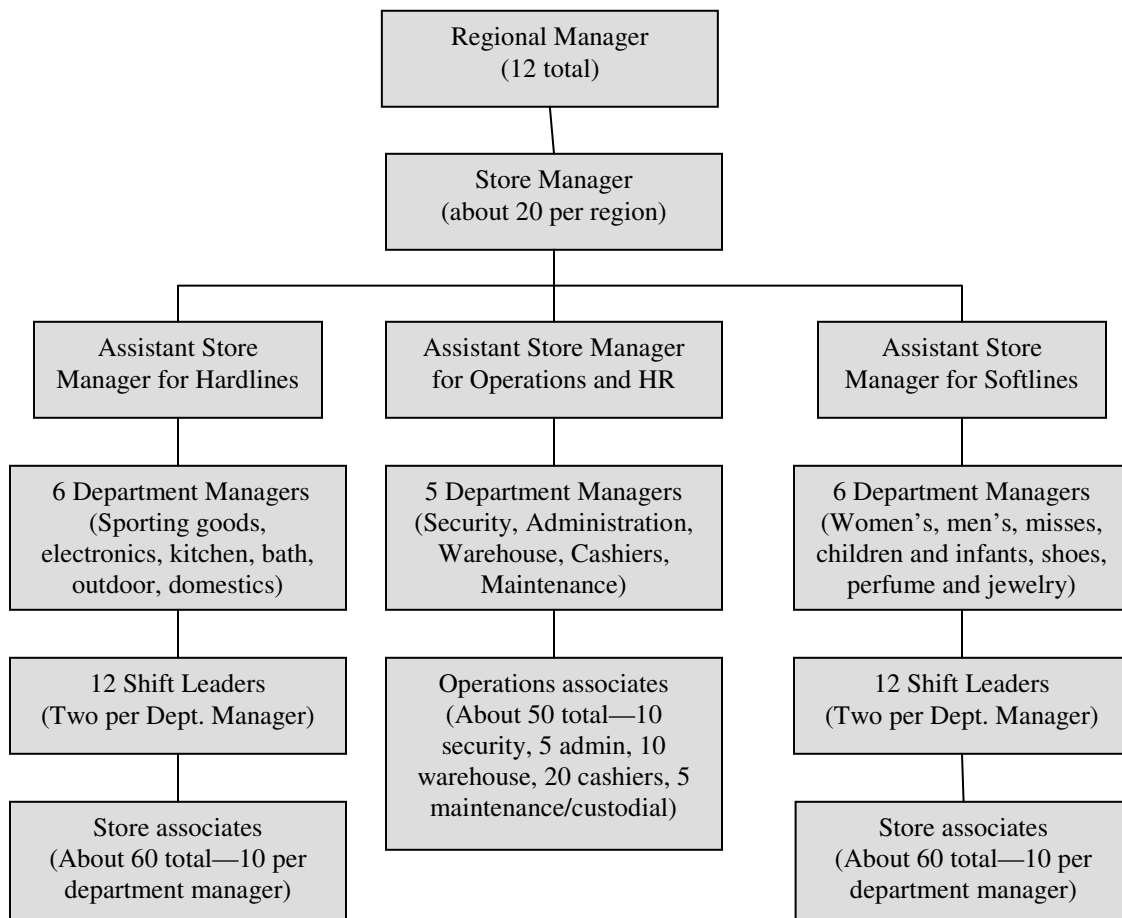 Regional Manager
(12 total)
Store Manager
(about 20 per region)
Assistant Store
Manager for Hardlines
Assistant Store Manager
for Operations and HR
Assistant Store
Manager for Softlines
6 Department Managers
(Sporting goods,
electronics, kitchen, bath,
outdoor, domestics)
5 Department Managers
(Security, Administration,
Warehouse, Cashiers,
Maintenance)
6 Department Managers
(Women’s, men’s, misses,
children and infants, shoes,
perfume and jewelry)
12 Shift Leaders
(Two per Dept. Manager)
Operations associates
(About 50 total—10
security, 5 admin, 10
warehouse, 20 cashiers, 5
maintenance/custodial)
12 Shift Leaders
(Two per Dept. Manager)
Store associates
(About 60 total—10 per
department manager)
Store associates
(About 60 total—10 per
department manager)